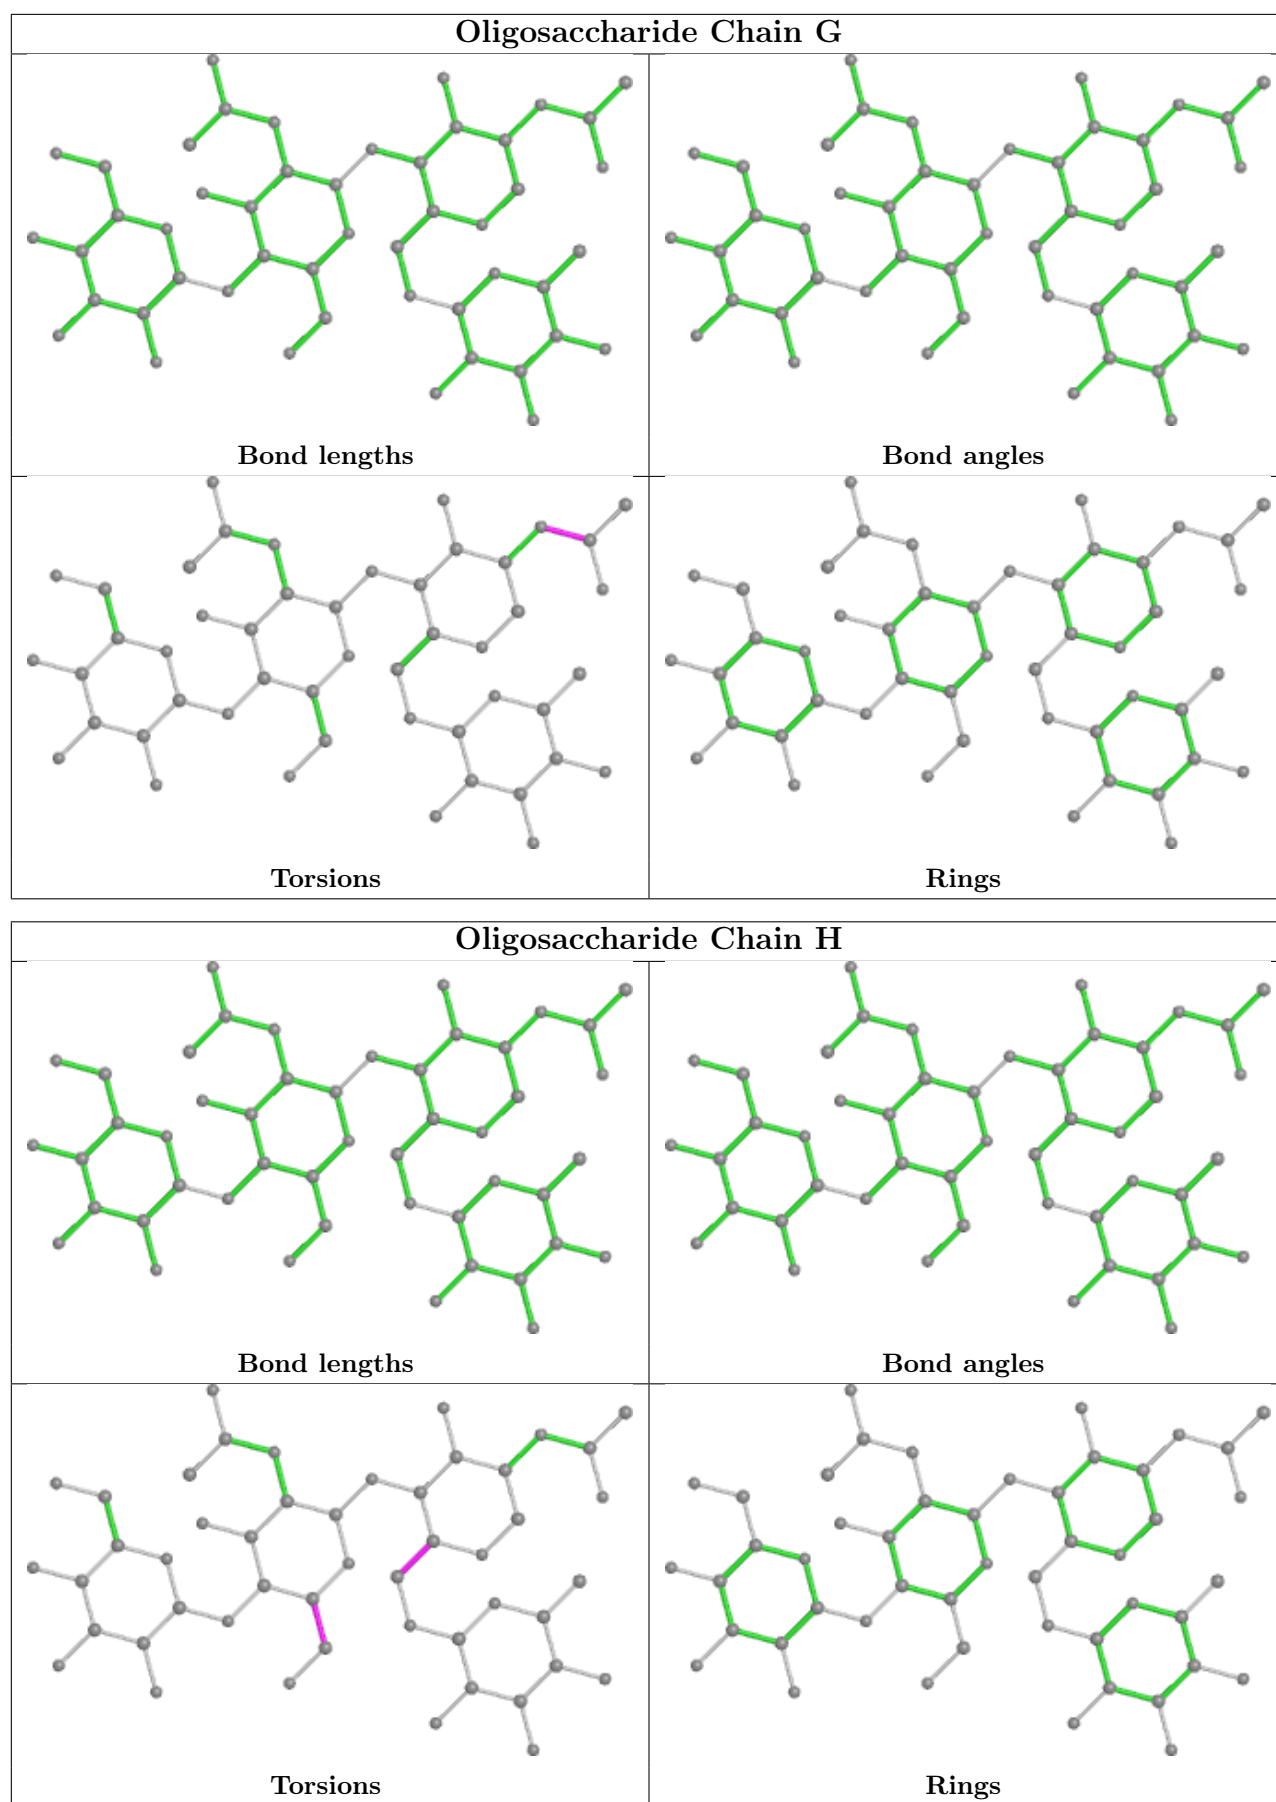 Oligosaccharide Chain G
Bond lengths
Bond angles
Torsions
Rings
Oligosaccharide Chain H
Bond lengths
Bond angles
Torsions
Rings